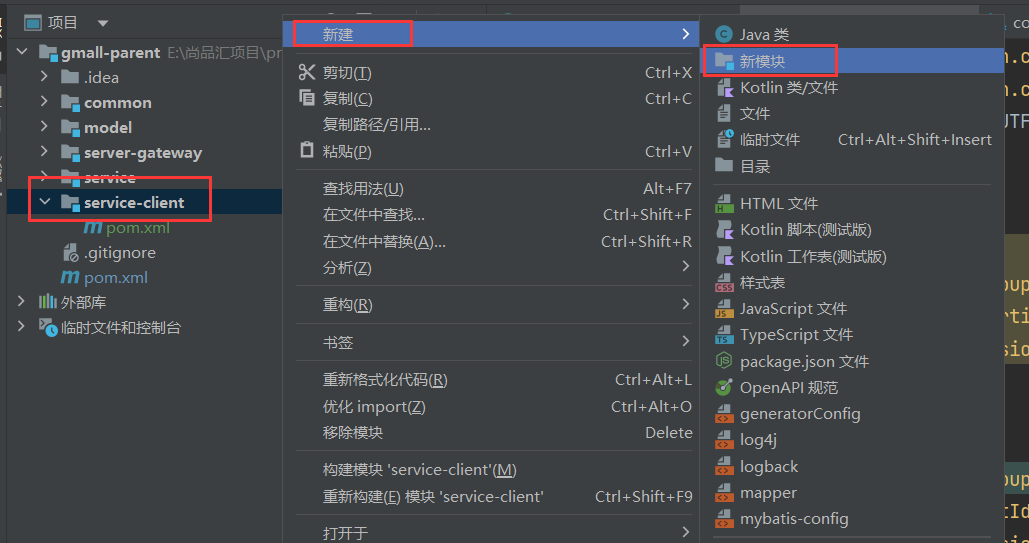 项目
gmall-parent E:\尚品汇项目\pr
.idea
common
model
server-gateway
service
service-client
pom.xml
.gitignore
pom.xml
外部库
临时文件和控制台
新建
剪切(T) Ctrl+X
复制(C) Ctrl+C
复制路径/引用...
粘贴(P) Ctrl+V
查找用法(U) Alt+F7
在文件中查找... Ctrl+Shift+F
在文件中替换(A)... Ctrl+Shift+R
分析(Z)
重构(R)
书签
重新格式化代码(R) Ctrl+Alt+L
优化 import(Z) Ctrl+Alt+O
移除模块 Delete
构建模块 'service-client'(M)
重新构建(E) 模块 'service-client' Ctrl+Shift+F9
打开于
Java 类
新模块
Kotlin 类/文件
文件
临时文件 Ctrl+Alt+Shift+Insert
目录
HTML 文件
Kotlin 脚本(测试版)
Kotlin 工作表(测试版)
样式表
JavaScript 文件
TypeScript 文件
package.json 文件
OpenAPI 规范
generatorConfig
log4j
logback
mapper
mybatis-config
co
n.c
n.c
UTF
oup
rti
sio
oup
tId